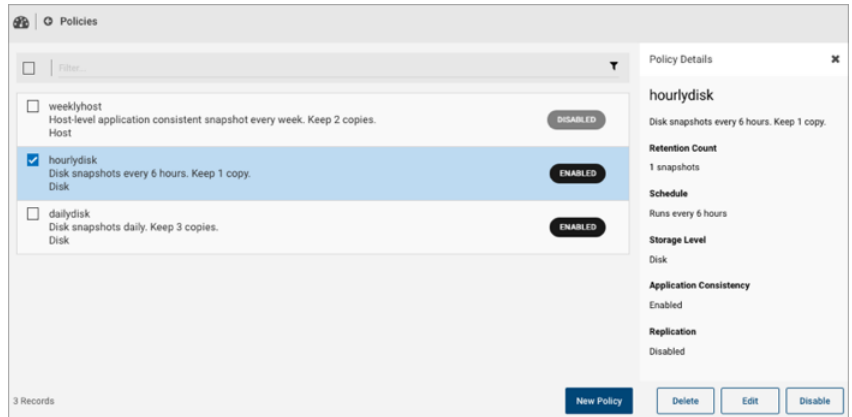 Policies
Filter...
weeklyhost
Host-level application consistent snapshot every week. Keep 2 copies.
Host
DISABLED
hourlydisk
Disk snapshots every 6 hours. Keep 1 copy.
Disk
ENABLED
dailydisk
Disk snapshots daily. Keep 3 copies.
Disk
ENABLED
3 Records
New Policy
Policy Details
hourlydisk
Disk snapshots every 6 hours. Keep 1 copy.
Retention Count
1 snapshots
Schedule
Runs every 6 hours
Storage Level
Disk
Application Consistency
Enabled
Replication
Disabled
Delete
Edit
Disable